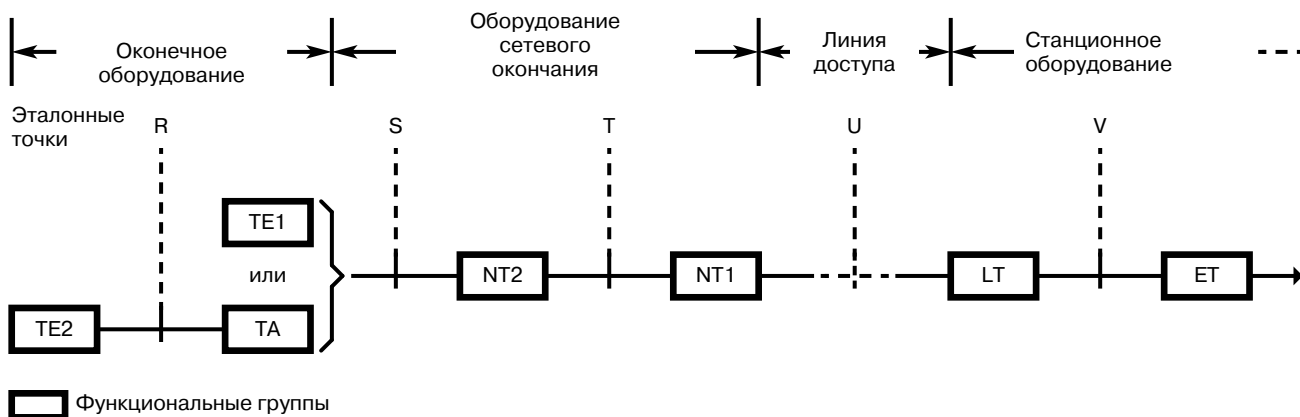 Оконечное
оборудование
Оборудование
сетевого
окончания
Линия
доступа
Станционное
оборудование
Эталонные
точки
R
S
T
U
V
TE1
или
NT2
NT1
LT
ET
TE2
TA
Функциональные группы